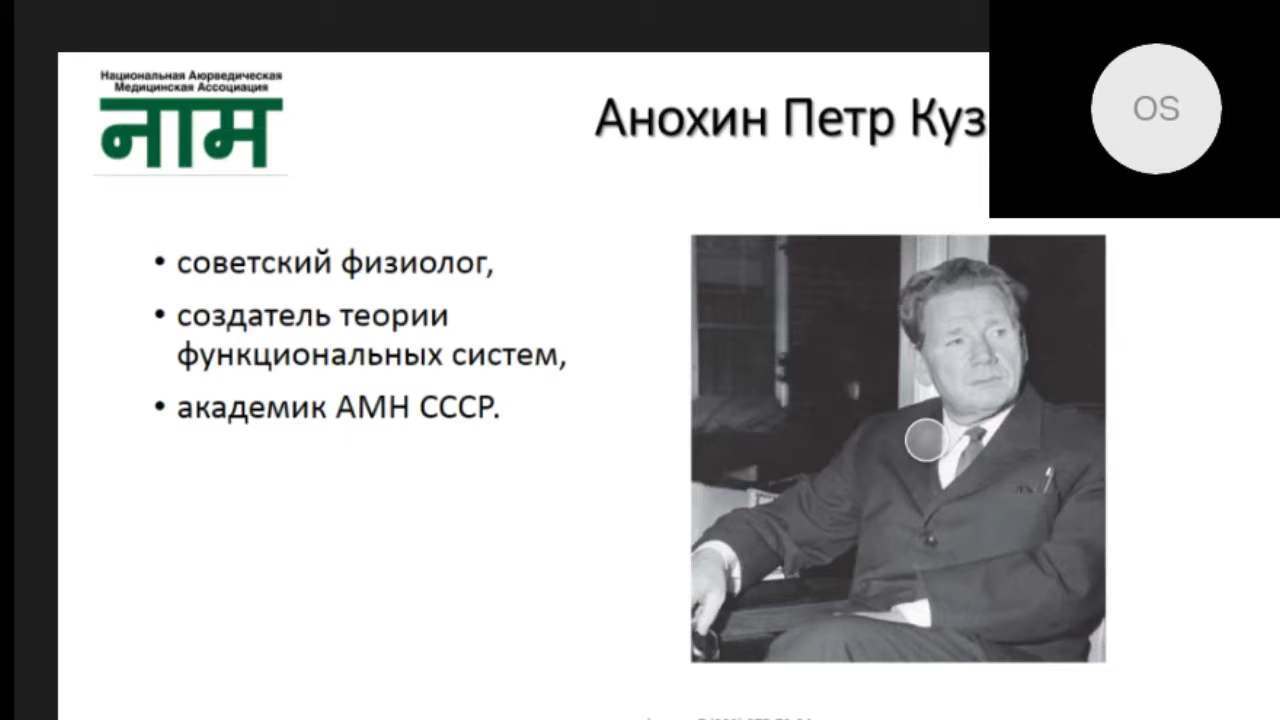 Национальная Аюрведическая
Медицинская Ассоциация
नाम
Анохин Петр Куз
OS
• советский физиолог,
• создатель теории
функциональных систем,
• академик АМН СССР.